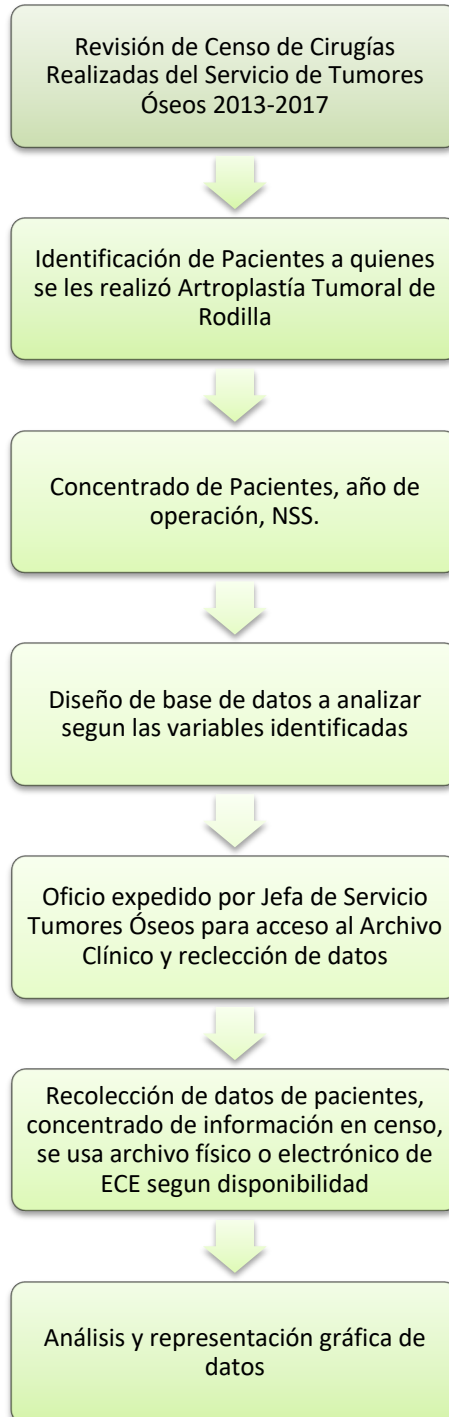 Revisión de Censo de Cirugías
Realizadas del Servicio de Tumores
Óseos 2013-2017
Identificación de Pacientes a quienes
se les realizó Artroplastía Tumoral de
Rodilla
Concentrado de Pacientes, año de
operación, NSS.
Diseño de base de datos a analizar
segun las variables identificadas
Oficio expedido por Jefa de Servicio
Tumores Óseos para acceso al Archivo
Clínico y reclección de datos
Recolección de datos de pacientes,
concentrado de información en censo,
se usa archivo físico o electrónico de
ECE segun disponibilidad
Análisis y representación gráfica de
datos